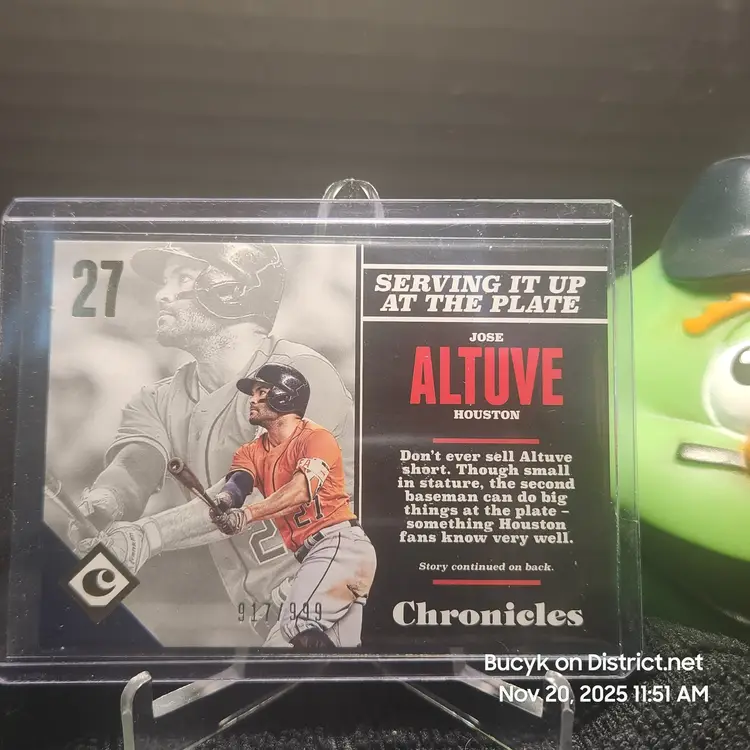 27
SERVING IT UP
AT THE PLATE
JOSE
ALTUVE
HOUSTON
Don't ever sell Altuve
short. Though small
in stature, the second
baseman can do big
things at the plate –
something Houston
fans know very well.
Story continued on back.
Chronicles
27
2
C
917/999
Bucyk on District.net
Nov 20, 2025 11:51 AM